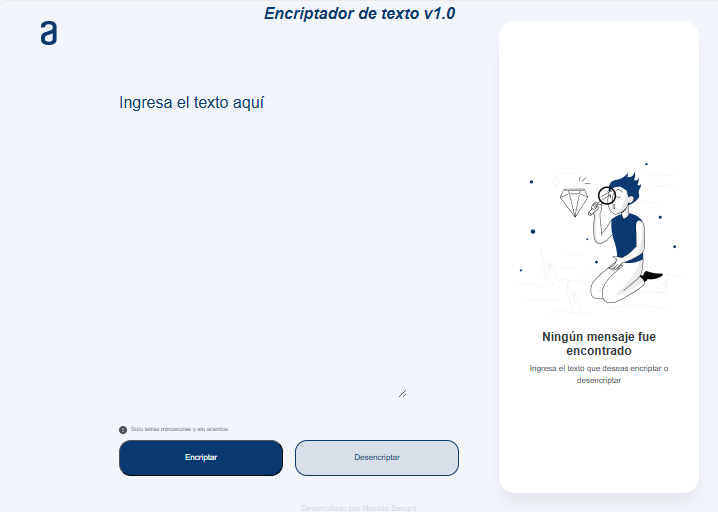 a
Encriptador de texto v1.0
Ingresa el texto aquí
Ningún mensaje fue
encontrado
Ingresa el texto que deseas encriptar o
desencriptar
Solo letras minúsculas y sin acentos.
Encriptar
Desencriptar
Desarrollado por Nicolás Sangrá